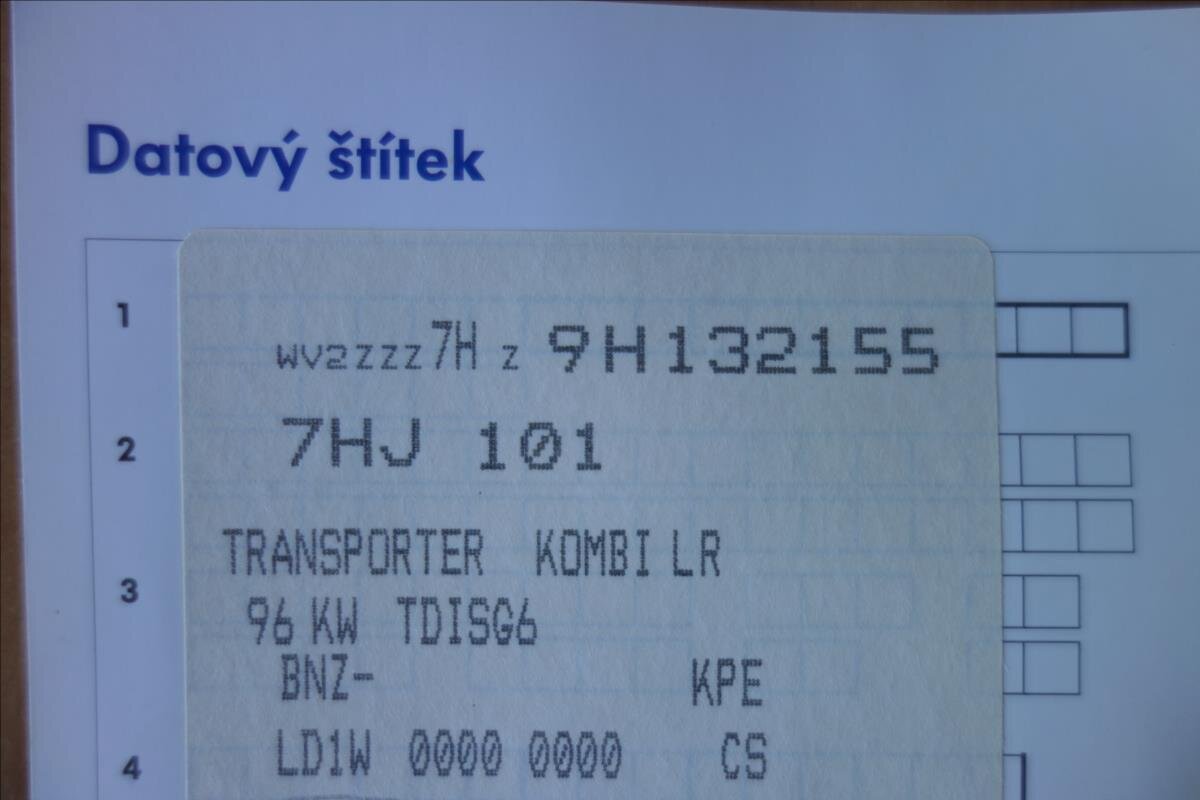 Datový štítek
1
WV2ZZZ7H Z 9H132155
2
7HJ 101
TRANSPORTER KOMBI LR
3
96 KW TDISG6
BNZ- KPE
4
LD1W 0000 0000 CS